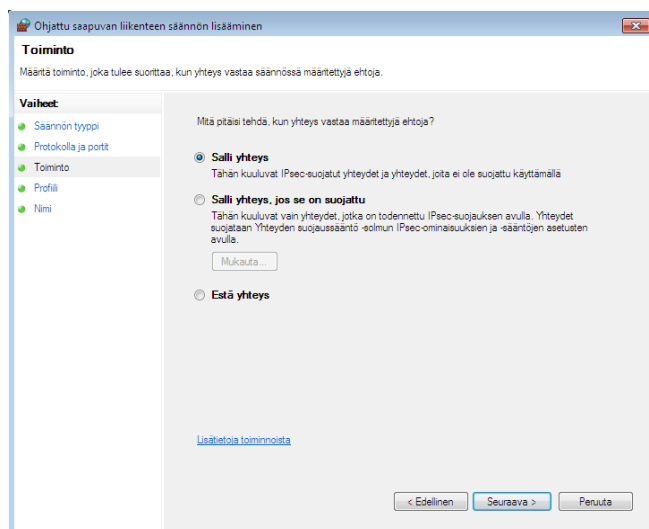 Ohjattu saapuvan liikenteen säännön lisääminen
Toiminto
Määritä toiminto, joka tulee suorittaa, kun yhteys vastaa säännössä määritettyjä ehtoja.
Vaiheet:
Säännön tyyppi
Protokolla ja portit
Toiminto
Profiili
Nimi
Mitä pitäisi tehdä, kun yhteys vastaa määritettyjä ehtoja?
Salli yhteys
Tähän kuuluvat IPsec-suojatut yhteydet ja yhteydet, joita ei ole suojattu käyttämällä
Salli yhteys, jos se on suojattu
Tähän kuuluvat vain yhteydet, jotka on todennettu IPsec-suojauksen avulla. Yhteydet
suojataan Yhteyden suojaussääntö -solmun IPsec-ominaisuuksien ja -sääntöjen asetusten
avulla.
Mukauta...
Estä yhteys
Lisätietoja toiminnoista
< Edellinen
Seuraava >
Peruuta